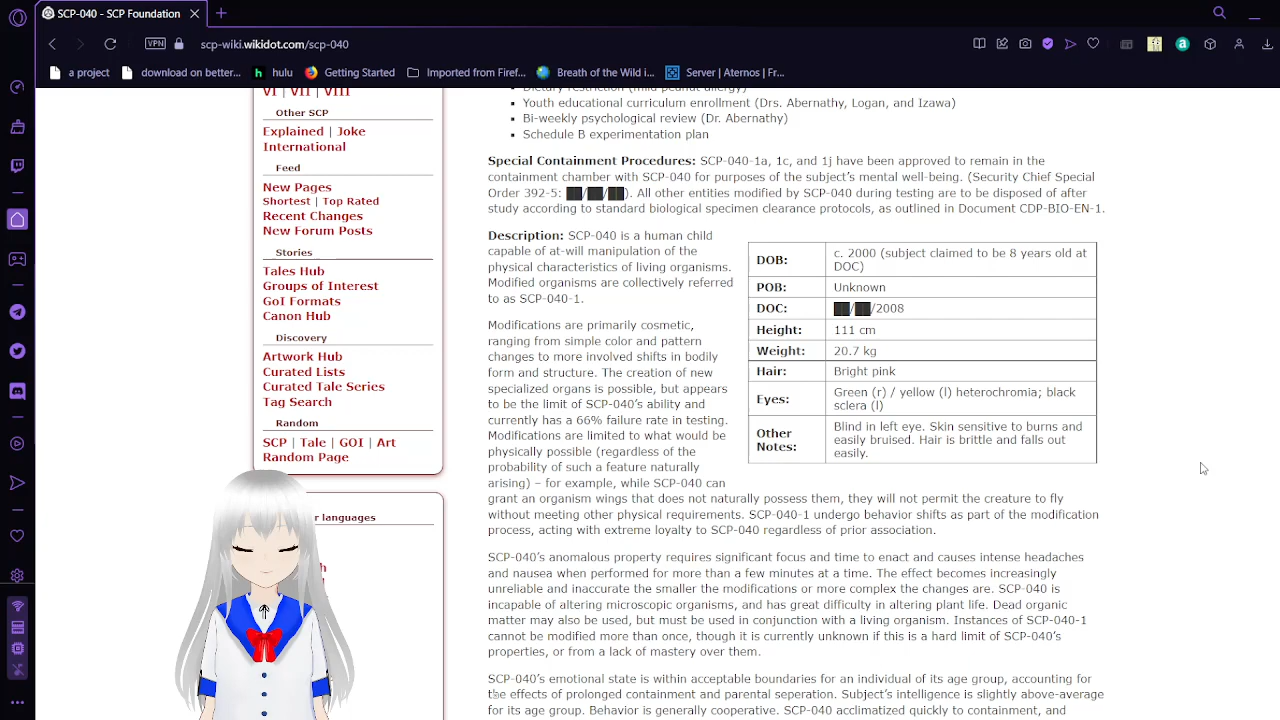 SCP-040 - SCP Foundation
VPN
scp-wiki.wikidot.com/scp-040
a project
download on better...
hulu
Getting Started
Imported from Firef...
Breath of the Wild i...
Server | Aternos | Fr...
VI | VII | VIII
Other SCP
Explained | Joke
International
Feed
New Pages
Shortest | Top Rated
Recent Changes
New Forum Posts
Stories
Tales Hub
Groups of Interest
GoI Formats
Canon Hub
Discovery
Artwork Hub
Curated Lists
Curated Tale Series
Tag Search
Random
SCP | Tale | GOI | Art
Random Page
languages
Dietary restriction (mild peanut allergy)
Youth educational curriculum enrollment (Drs. Abernathy, Logan, and Izawa)
Bi-weekly psychological review (Dr. Abernathy)
Schedule B experimentation plan
Special Containment Procedures: SCP-040-1a, 1c, and 1j have been approved to remain in the
containment chamber with SCP-040 for purposes of the subject's mental well-being. (Security Chief Special
Order 392-5: ██/██/██). All other entities modified by SCP-040 during testing are to be disposed of after
study according to standard biological specimen clearance protocols, as outlined in Document CDP-BIO-EN-1.
Description: SCP-040 is a human child
capable of at-will manipulation of the
physical characteristics of living organisms.
Modified organisms are collectively referred
to as SCP-040-1.
Modifications are primarily cosmetic,
ranging from simple color and pattern
changes to more involved shifts in bodily
form and structure. The creation of new
specialized organs is possible, but appears
to be the limit of SCP-040's ability and
currently has a 66% failure rate in testing.
Modifications are limited to what would be
physically possible (regardless of the
probability of such a feature naturally
arising) – for example, while SCP-040 can
grant an organism wings that does not naturally possess them, they will not permit the creature to fly
without meeting other physical requirements. SCP-040-1 undergo behavior shifts as part of the modification
process, acting with extreme loyalty to SCP-040 regardless of prior association.
DOB: c. 2000 (subject claimed to be 8 years old at
DOC)
POB: Unknown
DOC: ██/██/2008
Height: 111 cm
Weight: 20.7 kg
Hair: Bright pink
Eyes: Green (r) / yellow (l) heterochromia; black
sclera (l)
Other Notes: Blind in left eye. Skin sensitive to burns and
easily bruised. Hair is brittle and falls out
easily.
SCP-040's anomalous property requires significant focus and time to enact and causes intense headaches
and nausea when performed for more than a few minutes at a time. The effect becomes increasingly
unreliable and inaccurate the smaller the modifications or more complex the changes are. SCP-040 is
incapable of altering microscopic organisms, and has great difficulty in altering plant life. Dead organic
matter may also be used, but must be used in conjunction with a living organism. Instances of SCP-040-1
cannot be modified more than once, though it is currently unknown if this is a hard limit of SCP-040's
properties, or from a lack of mastery over them.
SCP-040's emotional state is within acceptable boundaries for an individual of its age group, accounting for
the effects of prolonged containment and parental seperation. Subject's intelligence is slightly above-average
for its age group. Behavior is generally cooperative. SCP-040 acclimatized quickly to containment, and